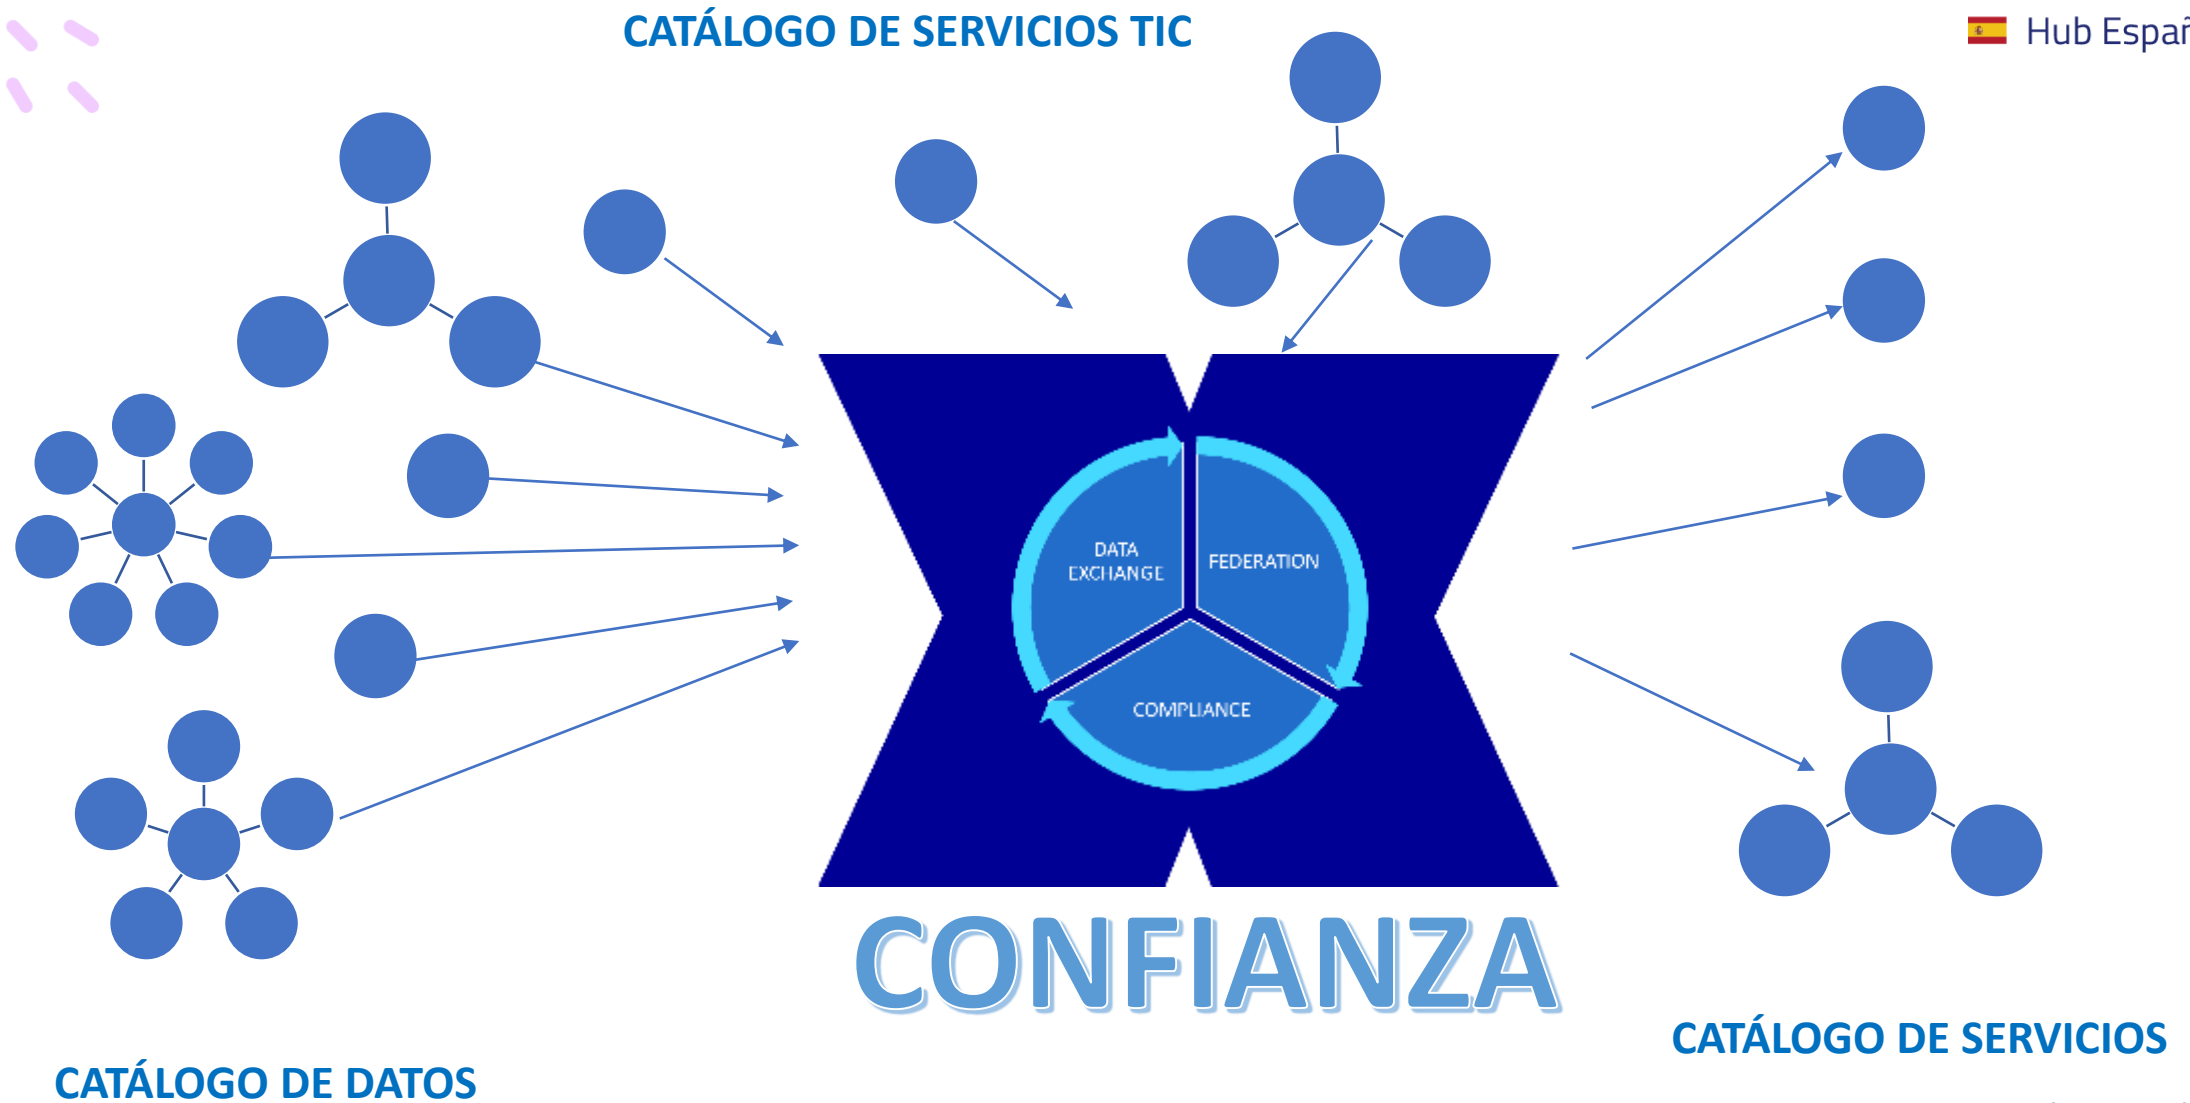 CATÁLOGO DE SERVICIOS TIC
Hub Españ
DATA
EXCHANGE
FEDERATION
COMPLIANCE
CONFIANZA
CATÁLOGO DE SERVICIOS
CATÁLOGO DE DATOS